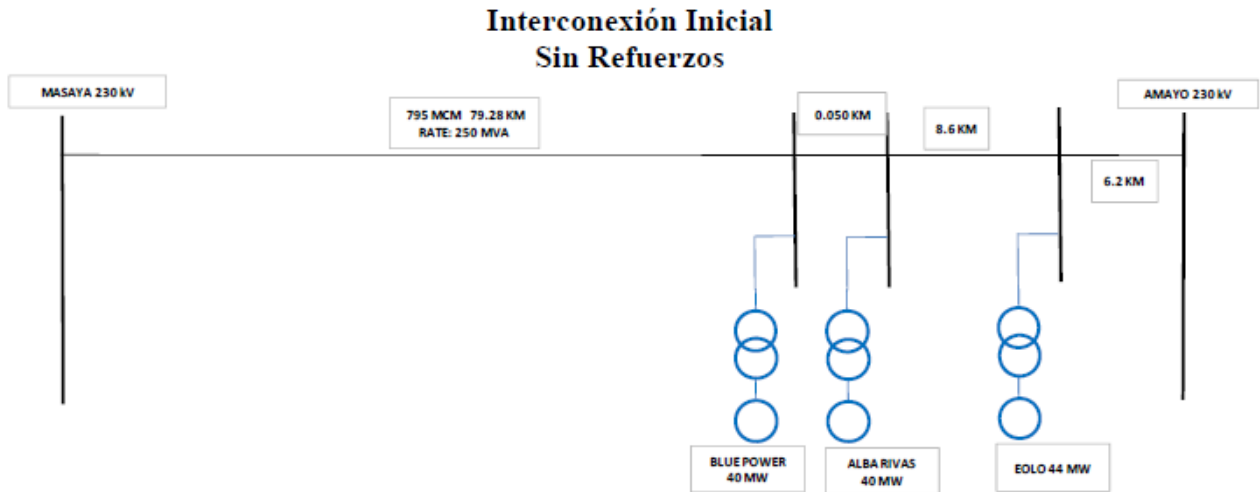 Interconexión Inicial
Sin Refuerzos
MASAYA 230 kV
795 MCM 79.28 KM
RATE: 250 MVA
0.050 KM
8.6 KM
AMAYO 230 kV
6.2 KM
BLUE POWER
40 MW
ALBA RIVAS
40 MW
EOLO 44 MW